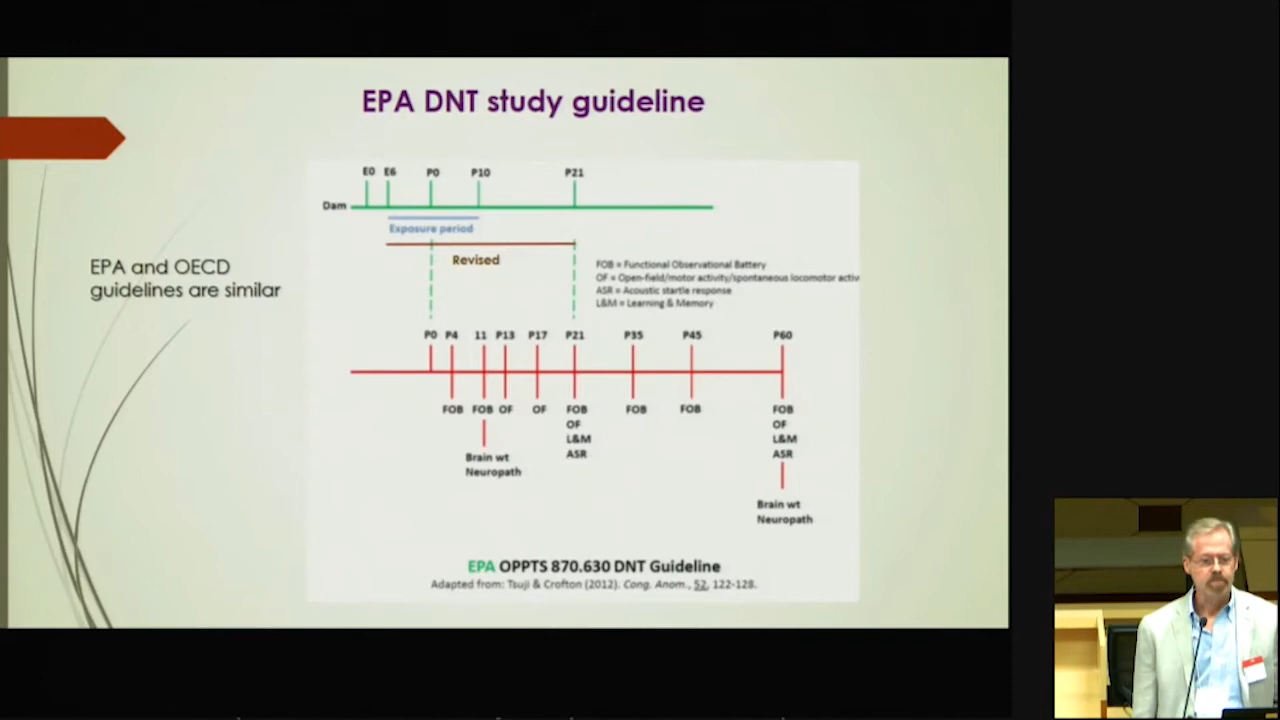 EPA DNT study guideline
EPA and OECD
guidelines are similar
E0 E6 P0 P10 P21
Dam
Exposure period
Revised
FOB = Functional Observational Battery
OF = Open-field/motor activity/spontaneous locomotor activ
ASR = Acoustic startle response
L&M = Learning & Memory
P0 P4 11 P13 P17 P21 P35 P45 P60
FOB FOB OF OF FOB FOB FOB FOB
OF OF
L&M L&M
ASR ASR
Brain wt
Neuropath
Brain wt
Neuropath
EPA OPPTS 870.630 DNT Guideline
Adapted from: Tsuji & Crofton (2012). Cong. Anom., 52, 122-128.